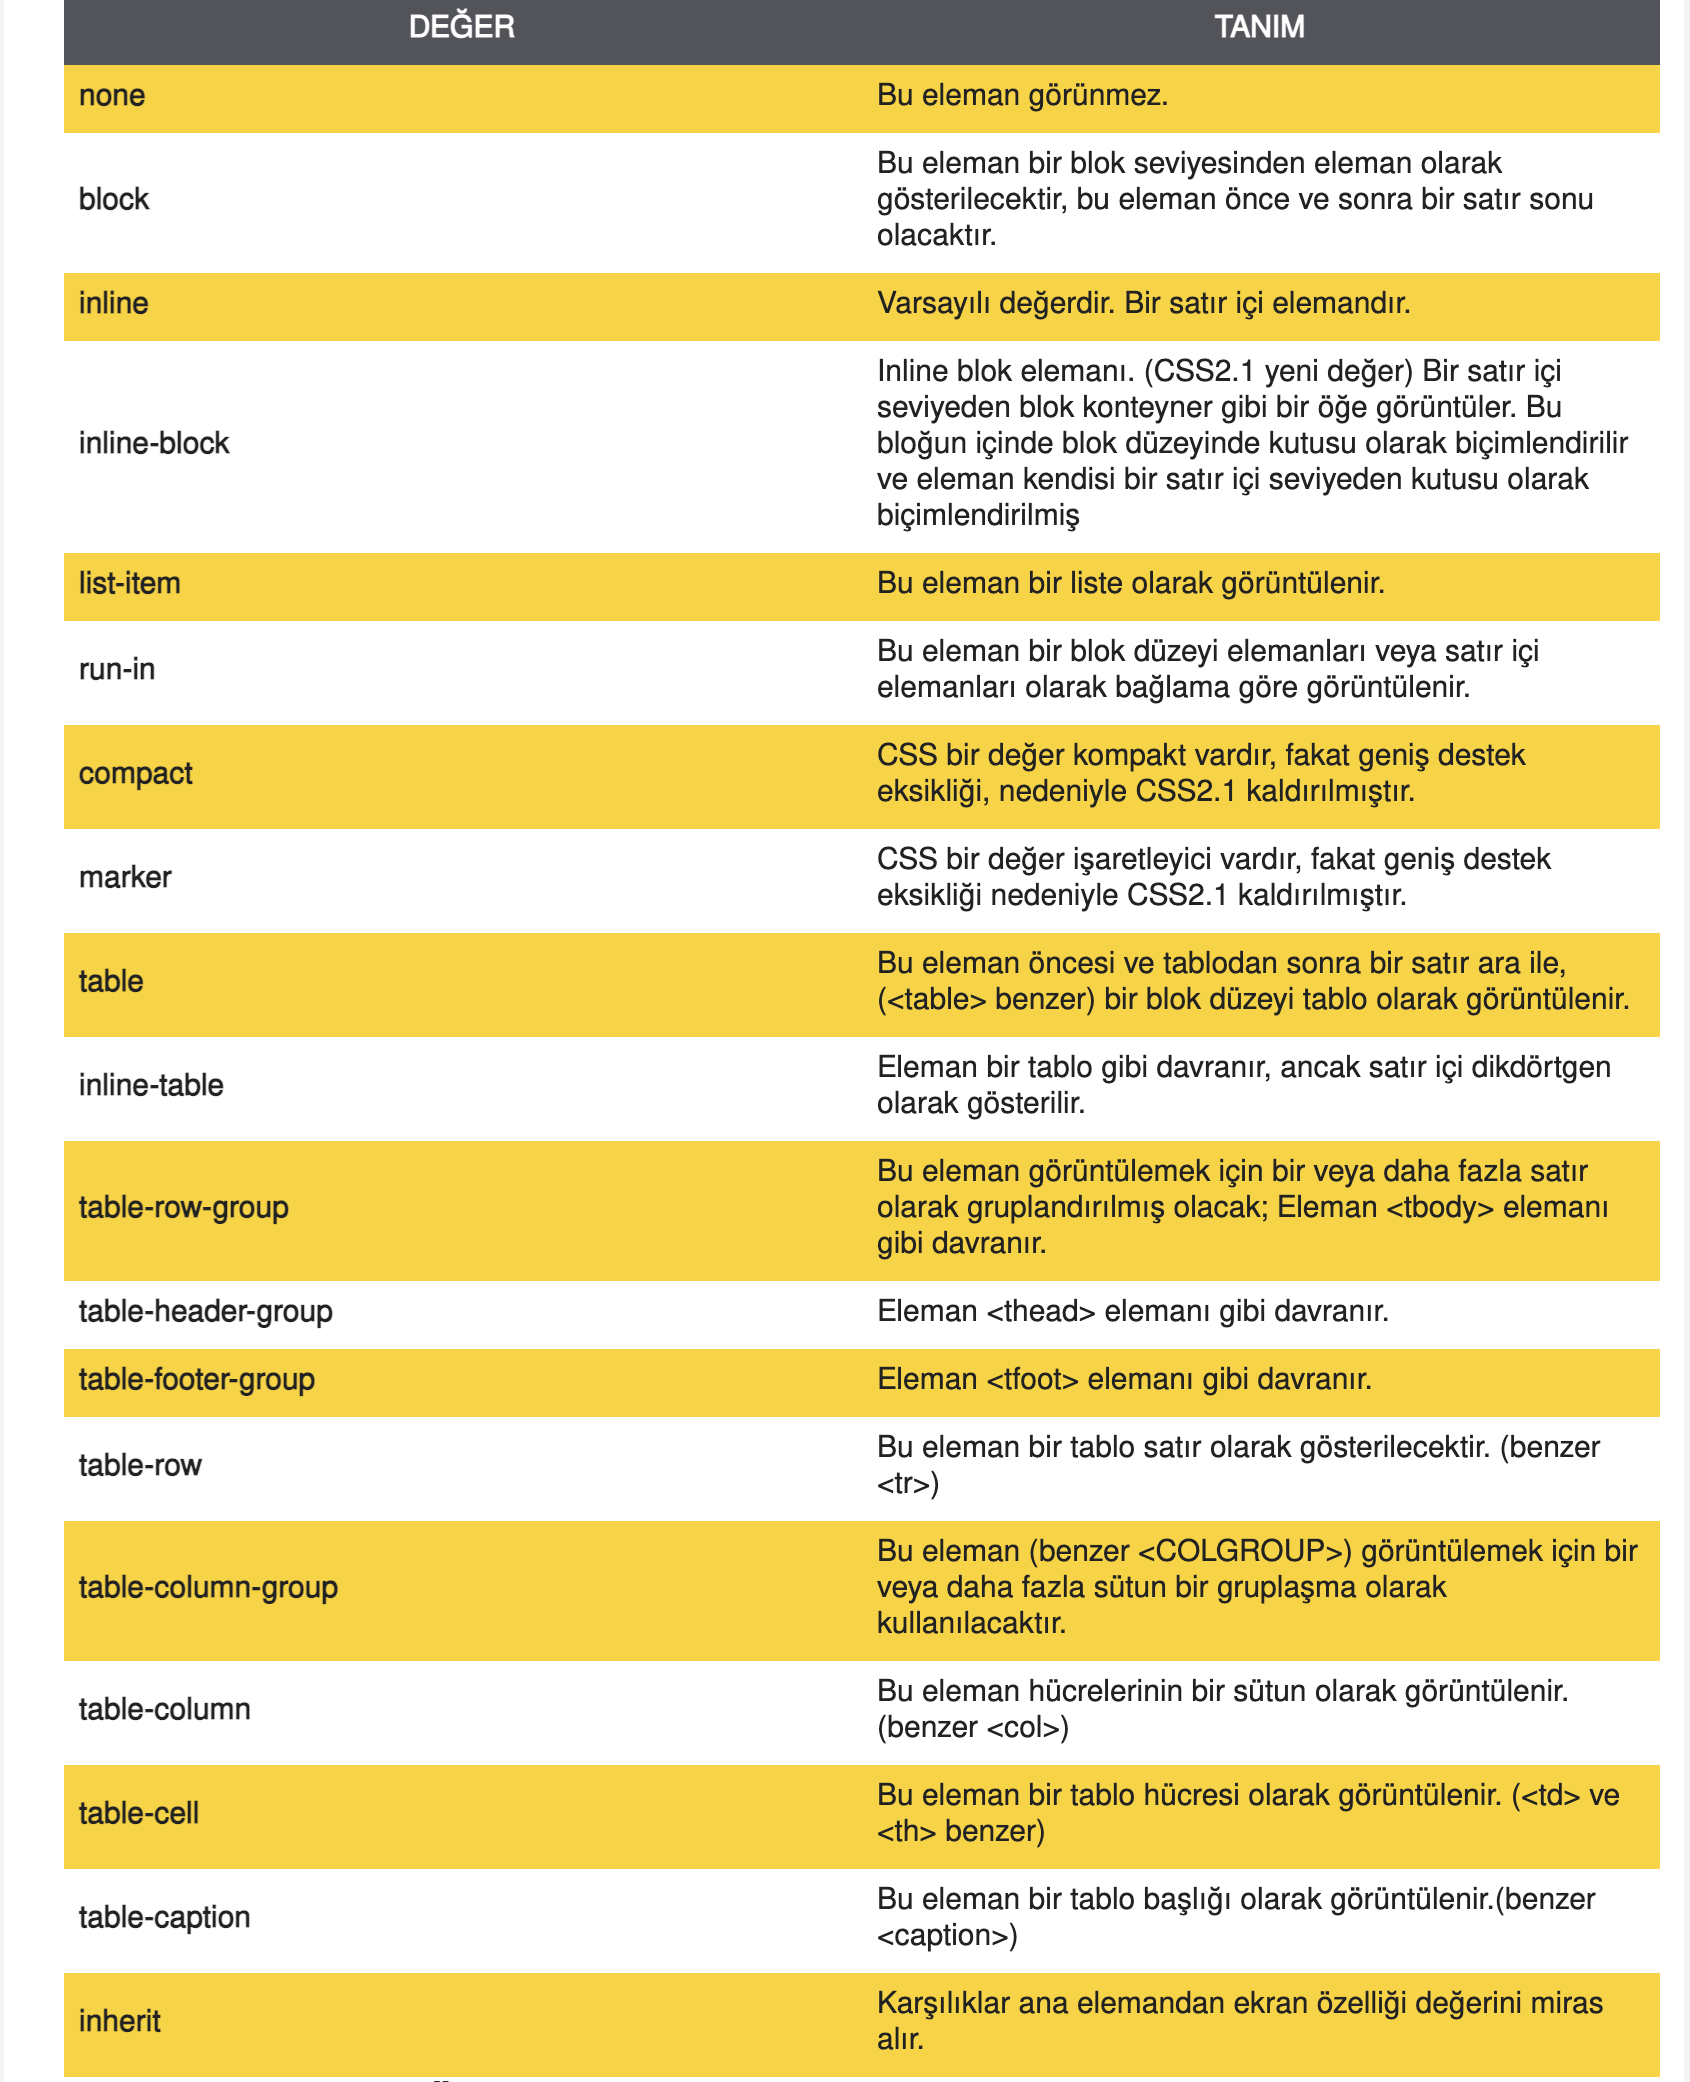 DEĞER TANIM
none Bu eleman görünmez.
block Bu eleman bir blok seviyesinden eleman olarak
gösterilecektir, bu eleman önce ve sonra bir satır sonu
olacaktır.
inline Varsayılı değerdir. Bir satır içi elemandır.
inline-block Inline blok elemanı. (CSS2.1 yeni değer) Bir satır içi
seviyeden blok konteyner gibi bir öğe görüntüler. Bu
bloğun içinde blok düzeyinde kutusu olarak biçimlendirilir
ve eleman kendisi bir satır içi seviyeden kutusu olarak
biçimlendirilmiş
list-item Bu eleman bir liste olarak görüntülenir.
run-in Bu eleman bir blok düzeyi elemanları veya satır içi
elemanları olarak bağlama göre görüntülenir.
compact CSS bir değer kompakt vardır, fakat geniş destek
eksikliği, nedeniyle CSS2.1 kaldırılmıştır.
marker CSS bir değer işaretleyici vardır, fakat geniş destek
eksikliği nedeniyle CSS2.1 kaldırılmıştır.
table Bu eleman öncesi ve tablodan sonra bir satır ara ile,
(<table> benzer) bir blok düzeyi tablo olarak görüntülenir.
inline-table Eleman bir tablo gibi davranır, ancak satır içi dikdörtgen
olarak gösterilir.
table-row-group Bu eleman görüntülemek için bir veya daha fazla satır
olarak gruplandırılmış olacak; Eleman <tbody> elemanı
gibi davranır.
table-header-group Eleman <thead> elemanı gibi davranır.
table-footer-group Eleman <tfoot> elemanı gibi davranır.
table-row Bu eleman bir tablo satır olarak gösterilecektir. (benzer
<tr>)
table-column-group Bu eleman (benzer <COLGROUP>) görüntülemek için bir
veya daha fazla sütun bir gruplaşma olarak
kullanılacaktır.
table-column Bu eleman hücrelerinin bir sütun olarak görüntülenir.
(benzer <col>)
table-cell Bu eleman bir tablo hücresi olarak görüntülenir. (<td> ve
<th> benzer)
table-caption Bu eleman bir tablo başlığı olarak görüntülenir.(benzer
<caption>)
inherit Karşılıklar ana elemandan ekran özelliği değerini miras
alır.